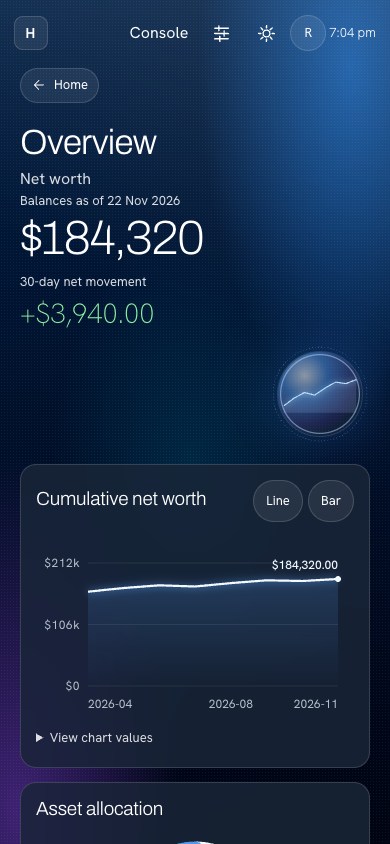 H
Console
R
7:04 pm
Home
Overview
Net worth
Balances as of 22 Nov 2026
$184,320
30-day net movement
+$3,940.00
Cumulative net worth
Line
Bar
$184,320.00
$212k
$106k
$0
2026-04
2026-08
2026-11
View chart values
Asset allocation